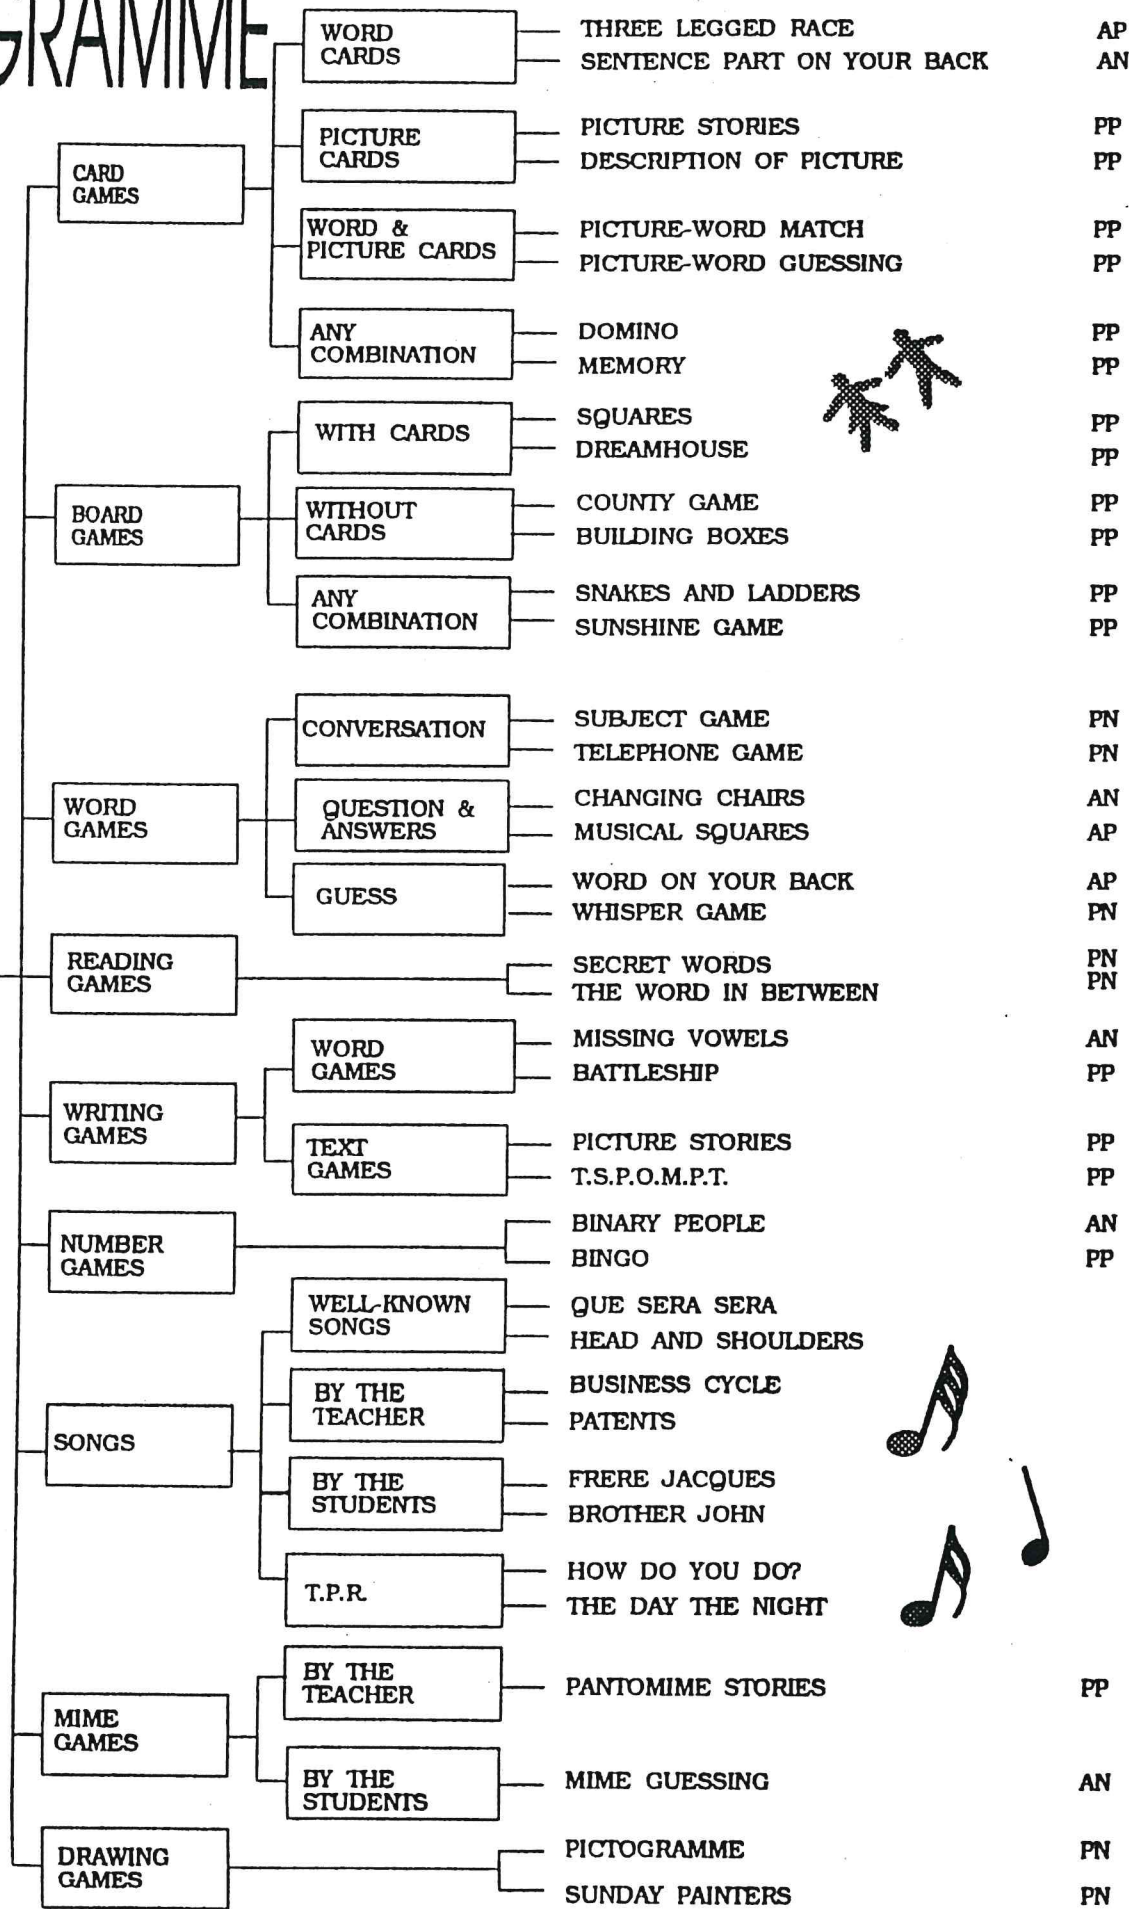 GRAMME
WORD
CARDS
THREE LEGGED RACE AP
SENTENCE PART ON YOUR BACK AN
PICTURE
CARDS
PICTURE STORIES PP
DESCRIPTION OF PICTURE PP
CARD
GAMES
WORD &
PICTURE CARDS
PICTURE-WORD MATCH PP
PICTURE-WORD GUESSING PP
ANY
COMBINATION
DOMINO PP
MEMORY PP
WITH CARDS
SQUARES PP
DREAMHOUSE PP
BOARD
GAMES
WITHOUT
CARDS
COUNTY GAME PP
BUILDING BOXES PP
ANY
COMBINATION
SNAKES AND LADDERS PP
SUNSHINE GAME PP
CONVERSATION
SUBJECT GAME PN
TELEPHONE GAME PN
WORD
GAMES
QUESTION &
ANSWERS
CHANGING CHAIRS AN
MUSICAL SQUARES AP
GUESS
WORD ON YOUR BACK AP
WHISPER GAME PN
READING
GAMES
SECRET WORDS PN
THE WORD IN BETWEEN PN
WORD
GAMES
MISSING VOWELS AN
BATTLESHIP PP
WRITING
GAMES
TEXT
GAMES
PICTURE STORIES PP
T.S.P.O.M.P.T. PP
NUMBER
GAMES
BINARY PEOPLE AN
BINGO PP
WELL-KNOWN
SONGS
QUE SERA SERA
HEAD AND SHOULDERS
BY THE
TEACHER
BUSINESS CYCLE
PATENTS
SONGS
BY THE
STUDENTS
FRERE JACQUES
BROTHER JOHN
T.P.R.
HOW DO YOU DO?
THE DAY THE NIGHT
BY THE
TEACHER
PANTOMIME STORIES PP
MIME
GAMES
BY THE
STUDENTS
MIME GUESSING AN
DRAWING
GAMES
PICTOGRAMME PN
SUNDAY PAINTERS PN